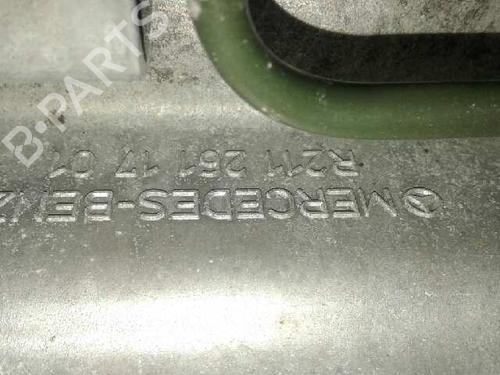 MERCEDES-BENZ
R211 261 17 01
B-PARTS